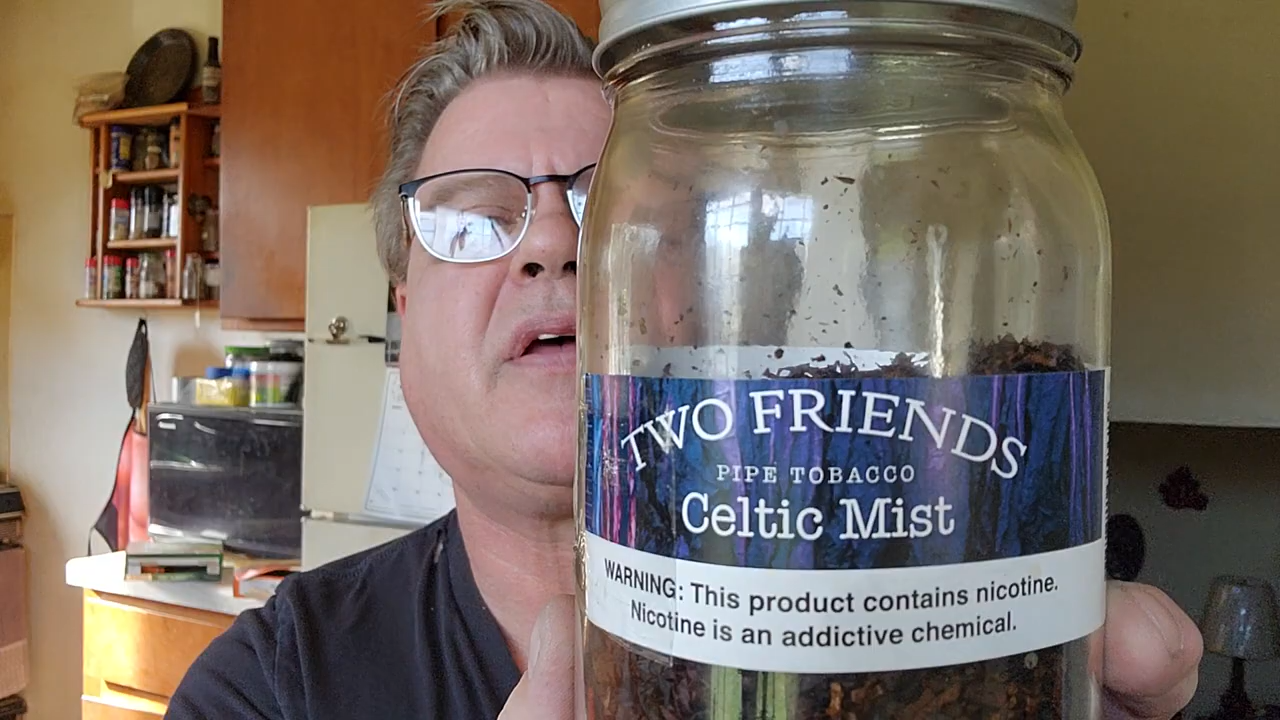 TWO FRIENDS
PIPE TOBACCO
Celtic Mist
WARNING: This product contains nicotine.
Nicotine is an addictive chemical.